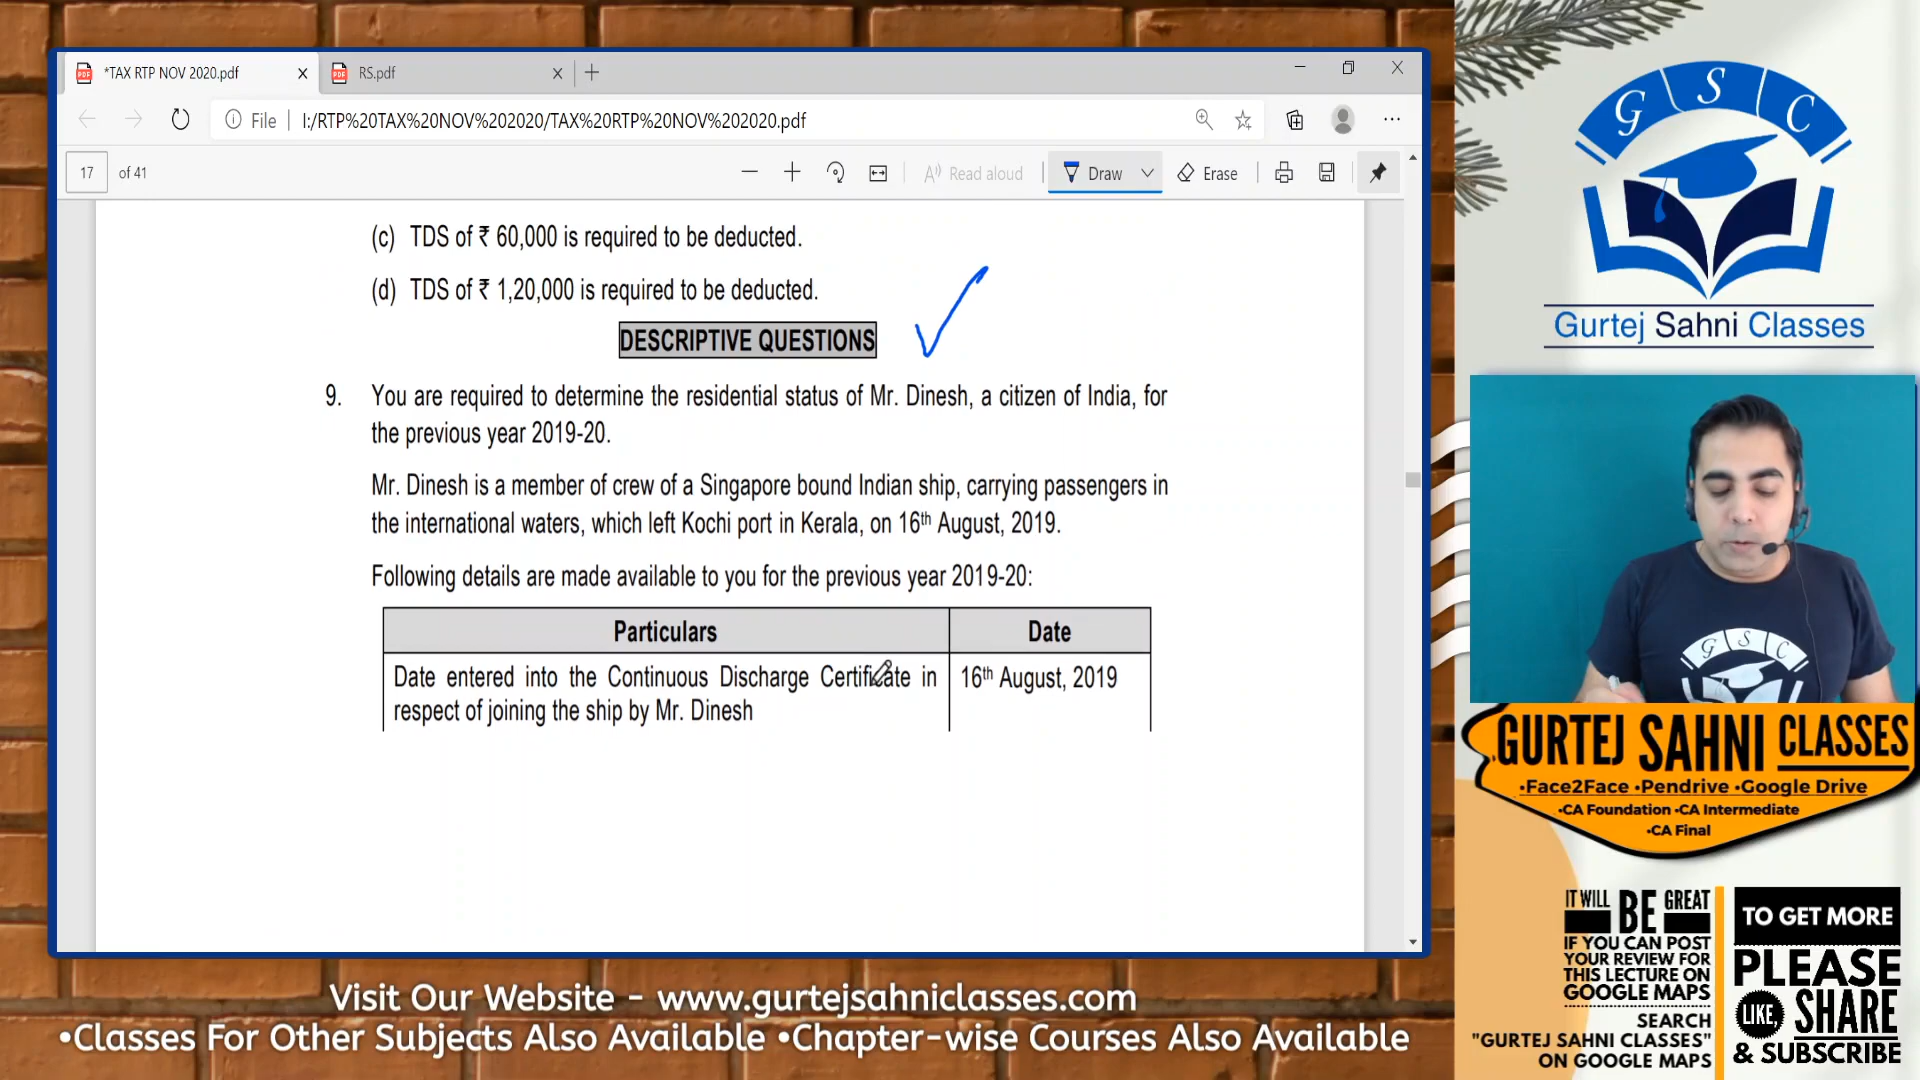 *TAX RTP NOV 2020.pdf
RS.pdf
File
I:/RTP%20TAX%20NOV%202020/TAX%20RTP%20NOV%202020.pdf
17 of 41
Read aloud
Draw
Erase
(c) TDS of ₹ 60,000 is required to be deducted.
(d) TDS of ₹ 1,20,000 is required to be deducted.
DESCRIPTIVE QUESTIONS
9. You are required to determine the residential status of Mr. Dinesh, a citizen of India, for
the previous year 2019-20.
Mr. Dinesh is a member of crew of a Singapore bound Indian ship, carrying passengers in
the international waters, which left Kochi port in Kerala, on 16th August, 2019.
Following details are made available to you for the previous year 2019-20:
Particulars Date
Date entered into the Continuous Discharge Certificate in 16th August, 2019
respect of joining the ship by Mr. Dinesh
G S C
Gurtej Sahni Classes
G S C
GURTEJ SAHNI CLASSES
•Face2Face •Pendrive •Google Drive
•CA Foundation •CA Intermediate
•CA Final
IT WILL BE GREAT
IF YOU CAN POST
YOUR REVIEW FOR
THIS LECTURE ON
GOOGLE MAPS
SEARCH
"GURTEJ SAHNI CLASSES"
ON GOOGLE MAPS
TO GET MORE
PLEASE
LIKE, SHARE
& SUBSCRIBE
Visit Our Website - www.gurtejsahniclasses.com
•Classes For Other Subjects Also Available •Chapter-wise Courses Also Available